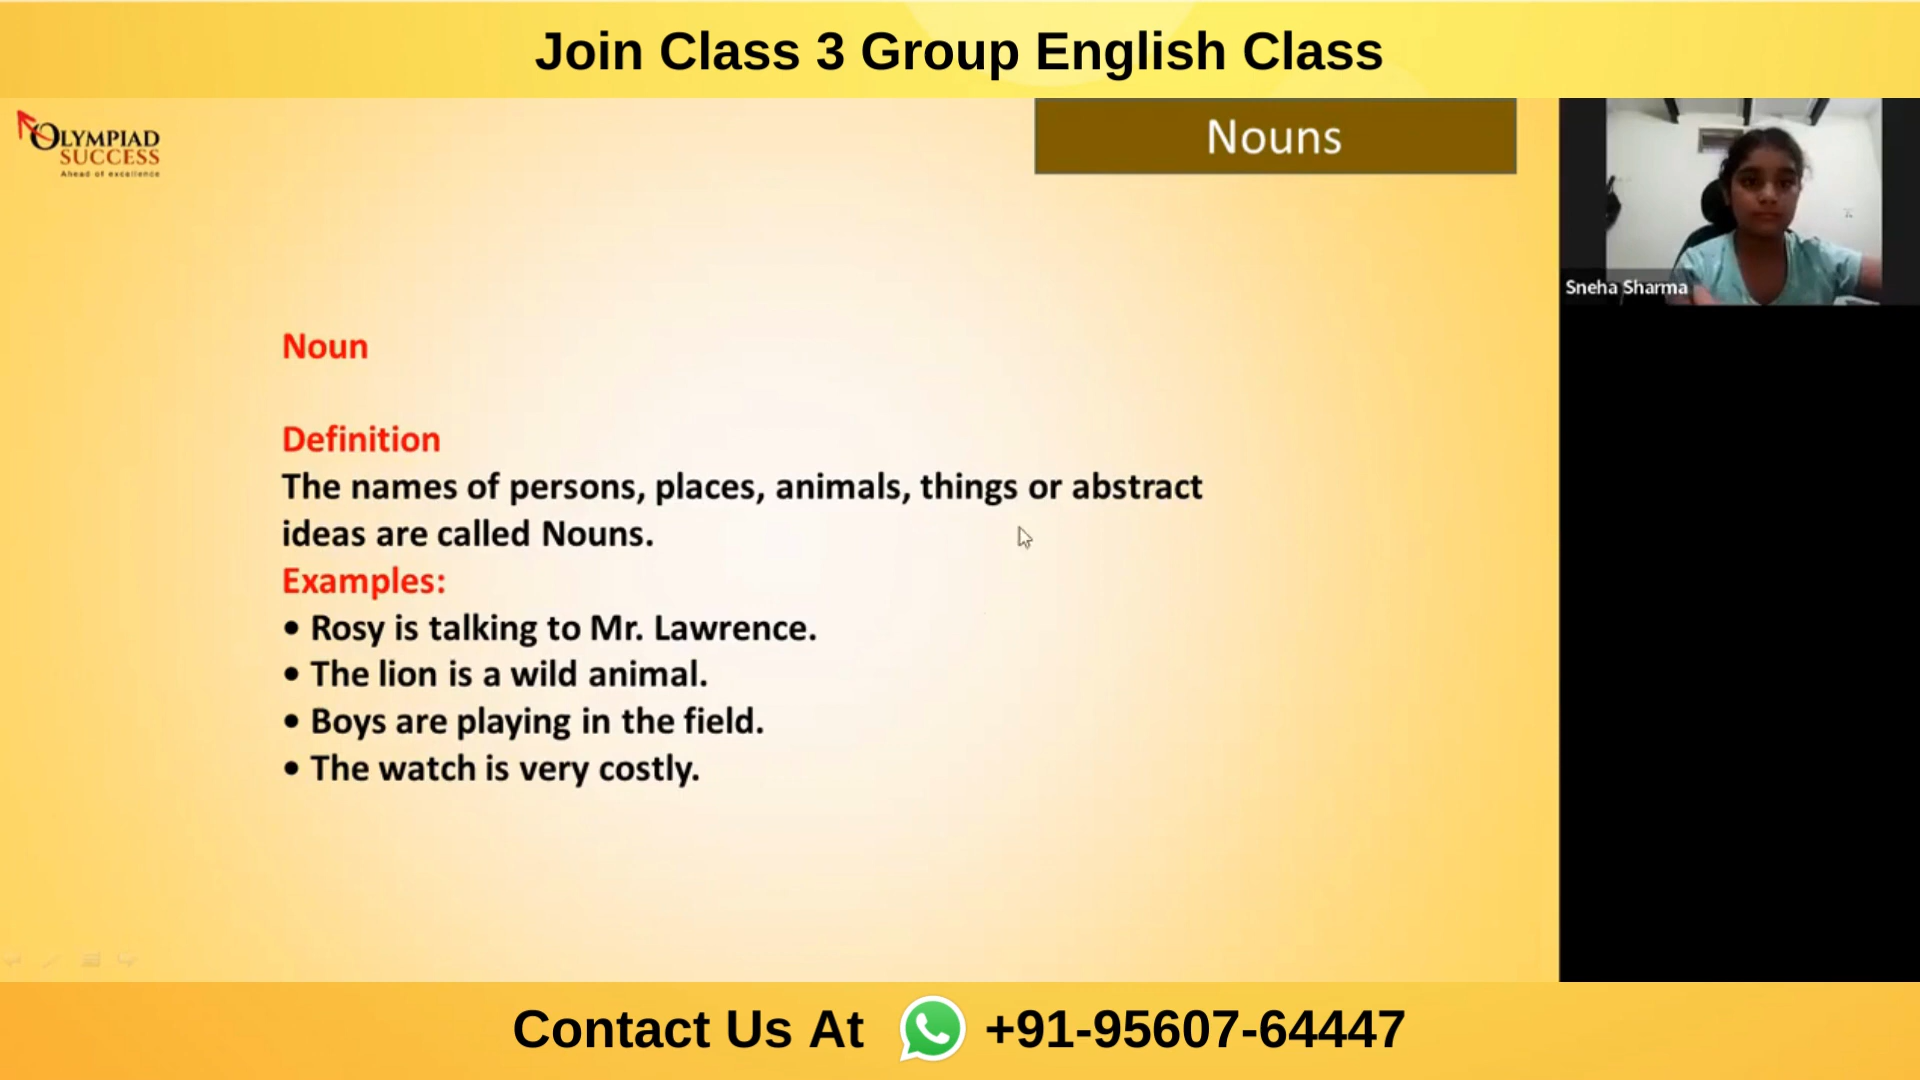 Join Class 3 Group English Class
OLYMPIAD
SUCCESS
Ahead of excellence
Nouns
Sneha Sharma
Noun
Definition
The names of persons, places, animals, things or abstract
ideas are called Nouns.
Examples:
• Rosy is talking to Mr. Lawrence.
• The lion is a wild animal.
• Boys are playing in the field.
• The watch is very costly.
Contact Us At +91-95607-64447